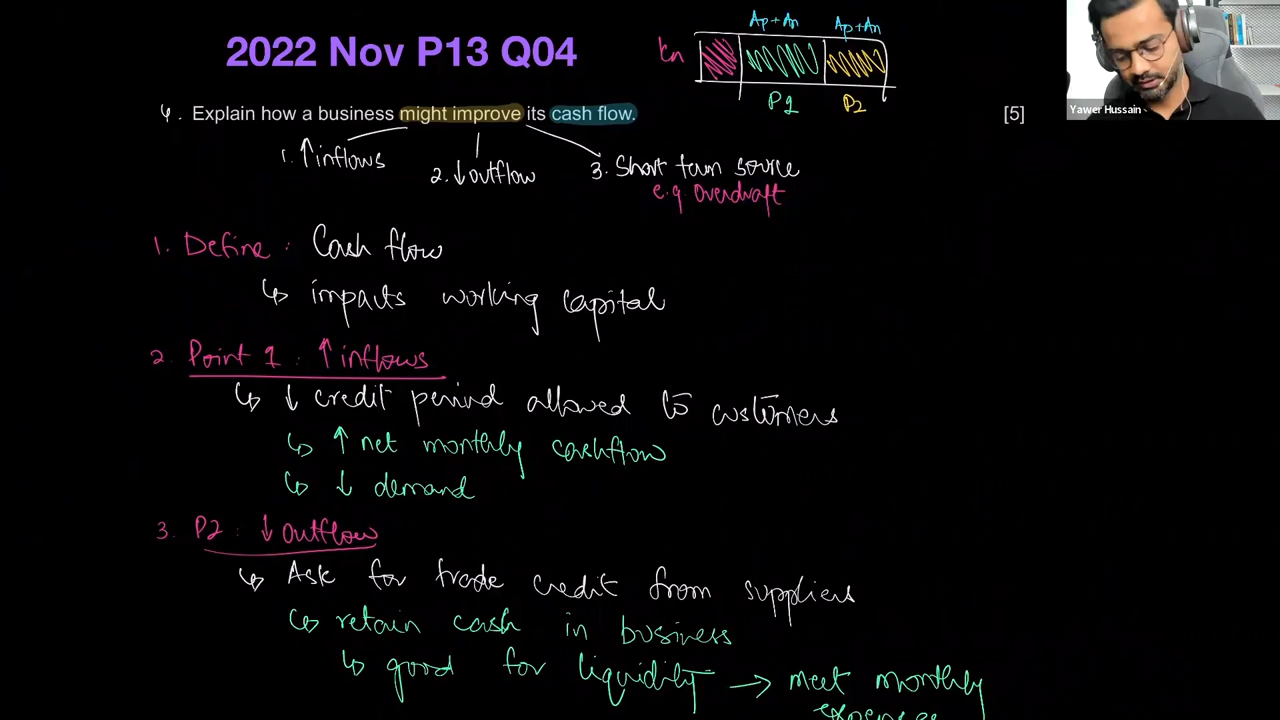 Ap+An Ap+An
2022 Nov P13 Q04
Kn
P1 P2
4. Explain how a business might improve its cash flow. [5]
Yawer Hussain
1. ↑inflows
2. ↓outflow
3. Short term source
e.g Overdraft
1. Define : Cash flow
↳ impacts working capital
2. Point 1 : ↑inflows
↳ ↓ credit period allowed to customers
↳ ↑ net monthly cashflow
↳ ↓ demand
3. P2 : ↓outflow
↳ Ask for trade credit from suppliers
↳ retain cash in business
↳ good for liquidity → meet monthly
expenses